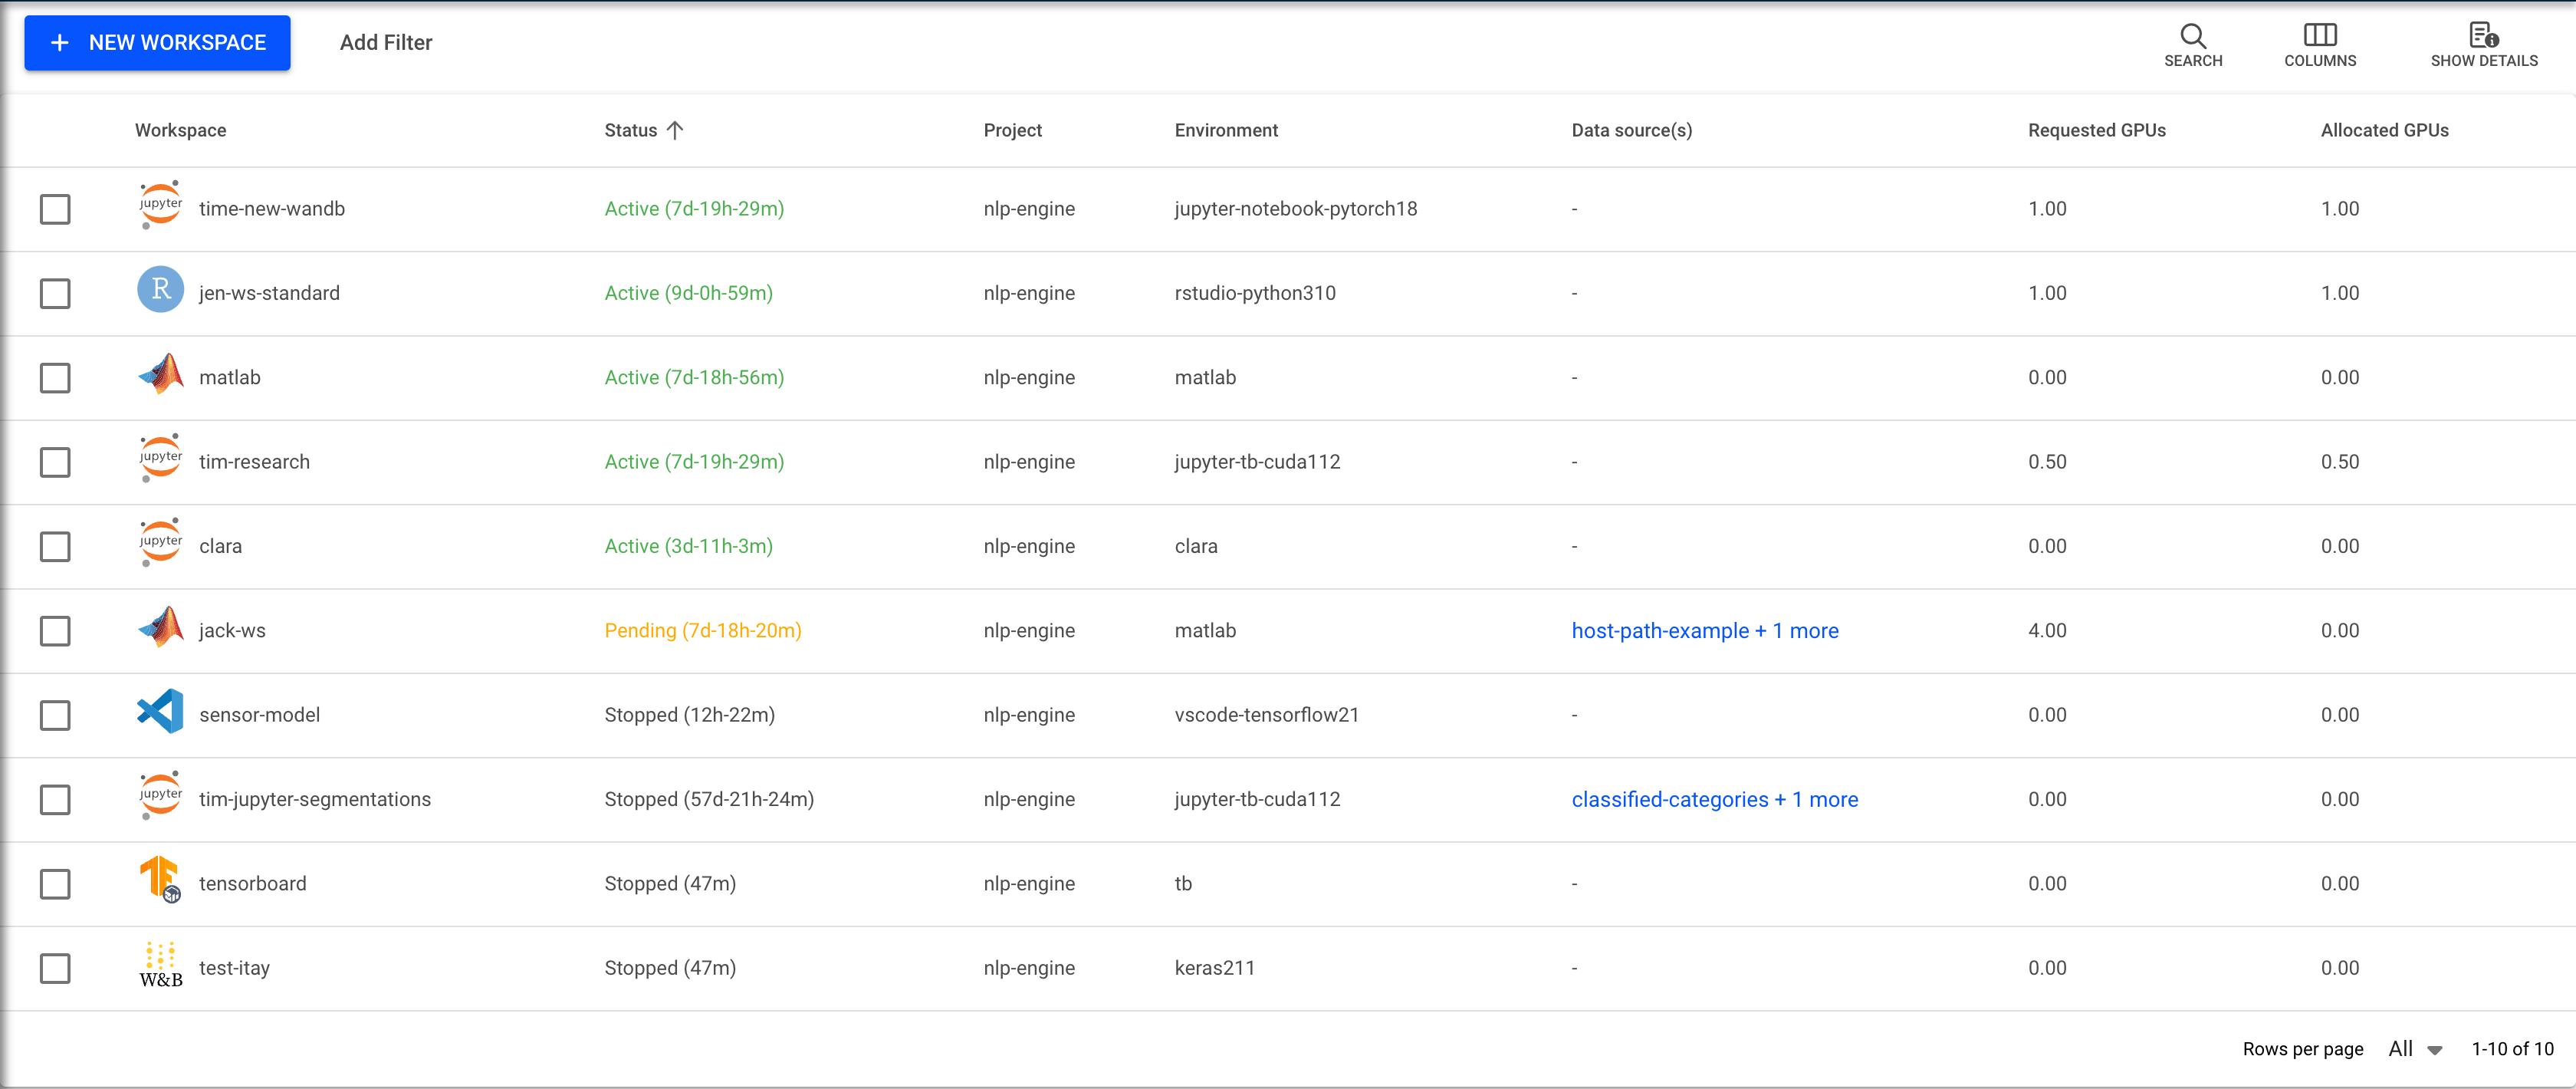 + NEW WORKSPACE Add Filter SEARCH COLUMNS SHOW DETAILS
Workspace Status Project Environment Data source(s) Requested GPUs Allocated GPUs
jupyter time-new-wandb Active (7d-19h-29m) nlp-engine jupyter-notebook-pytorch18 - 1.00 1.00
R jen-ws-standard Active (9d-0h-59m) nlp-engine rstudio-python310 - 1.00 1.00
matlab Active (7d-18h-56m) nlp-engine matlab - 0.00 0.00
jupyter tim-research Active (7d-19h-29m) nlp-engine jupyter-tb-cuda112 - 0.50 0.50
jupyter clara Active (3d-11h-3m) nlp-engine clara - 0.00 0.00
jack-ws Pending (7d-18h-20m) nlp-engine matlab host-path-example + 1 more 4.00 0.00
sensor-model Stopped (12h-22m) nlp-engine vscode-tensorflow21 - 0.00 0.00
jupyter tim-jupyter-segmentations Stopped (57d-21h-24m) nlp-engine jupyter-tb-cuda112 classified-categories + 1 more 0.00 0.00
tensorboard Stopped (47m) nlp-engine tb - 0.00 0.00
W&B test-itay Stopped (47m) nlp-engine keras211 - 0.00 0.00
Rows per page All 1-10 of 10